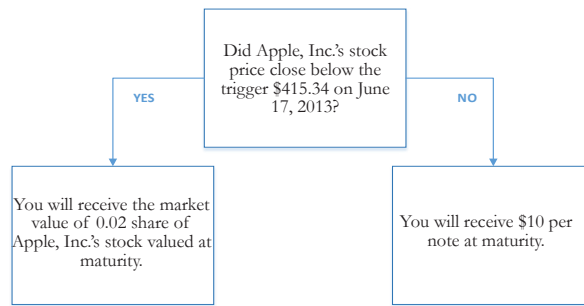 Did Apple, Inc.'s stock
price close below the
trigger $415.34 on June
17, 2013?
YES
NO
You will receive the market
value of 0.02 share of
Apple, Inc.'s stock valued at
maturity.
You will receive $10 per
note at maturity.